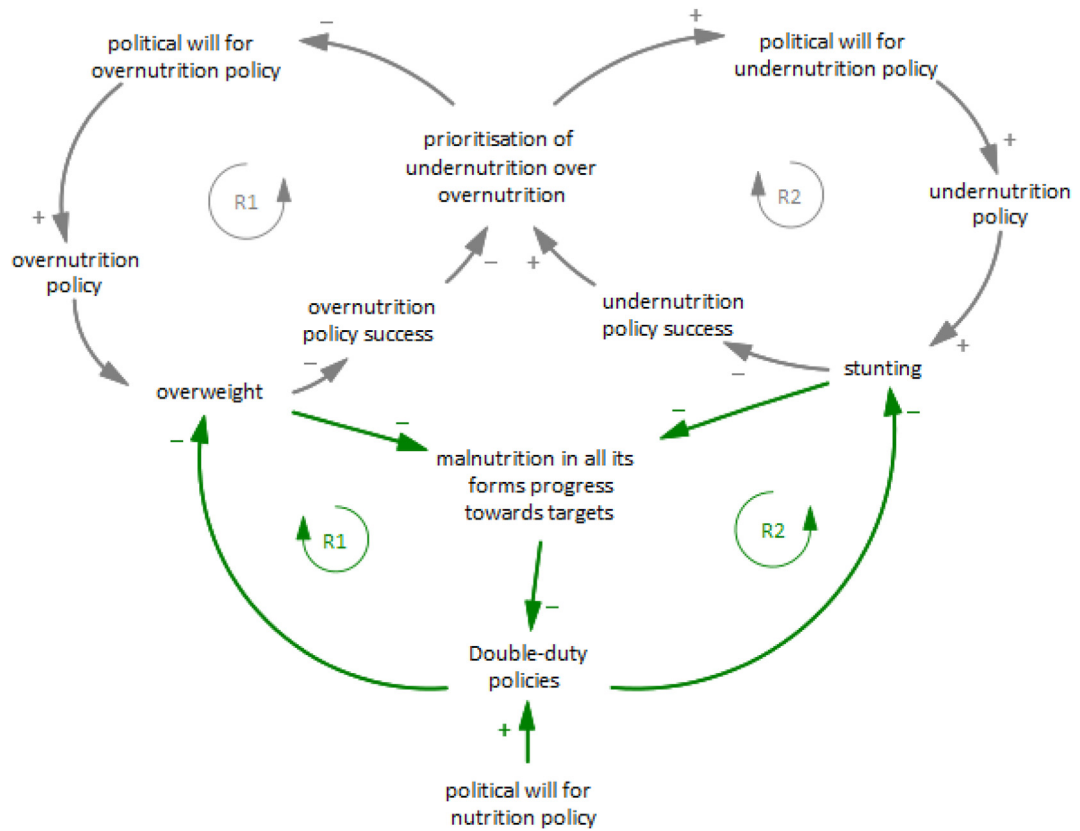 political will for
overnutrition policy
–
+
political will for
undernutrition policy
prioritisation of
undernutrition over
overnutrition
+
undernutrition
policy
R1
R2
+
overnutrition
policy
–
+
overnutrition
policy success
undernutrition
policy success
+
–
–
stunting
overweight
–
–
–
–
malnutrition in all its
forms progress
towards targets
R1
R2
–
Double-duty
policies
+
political will for
nutrition policy